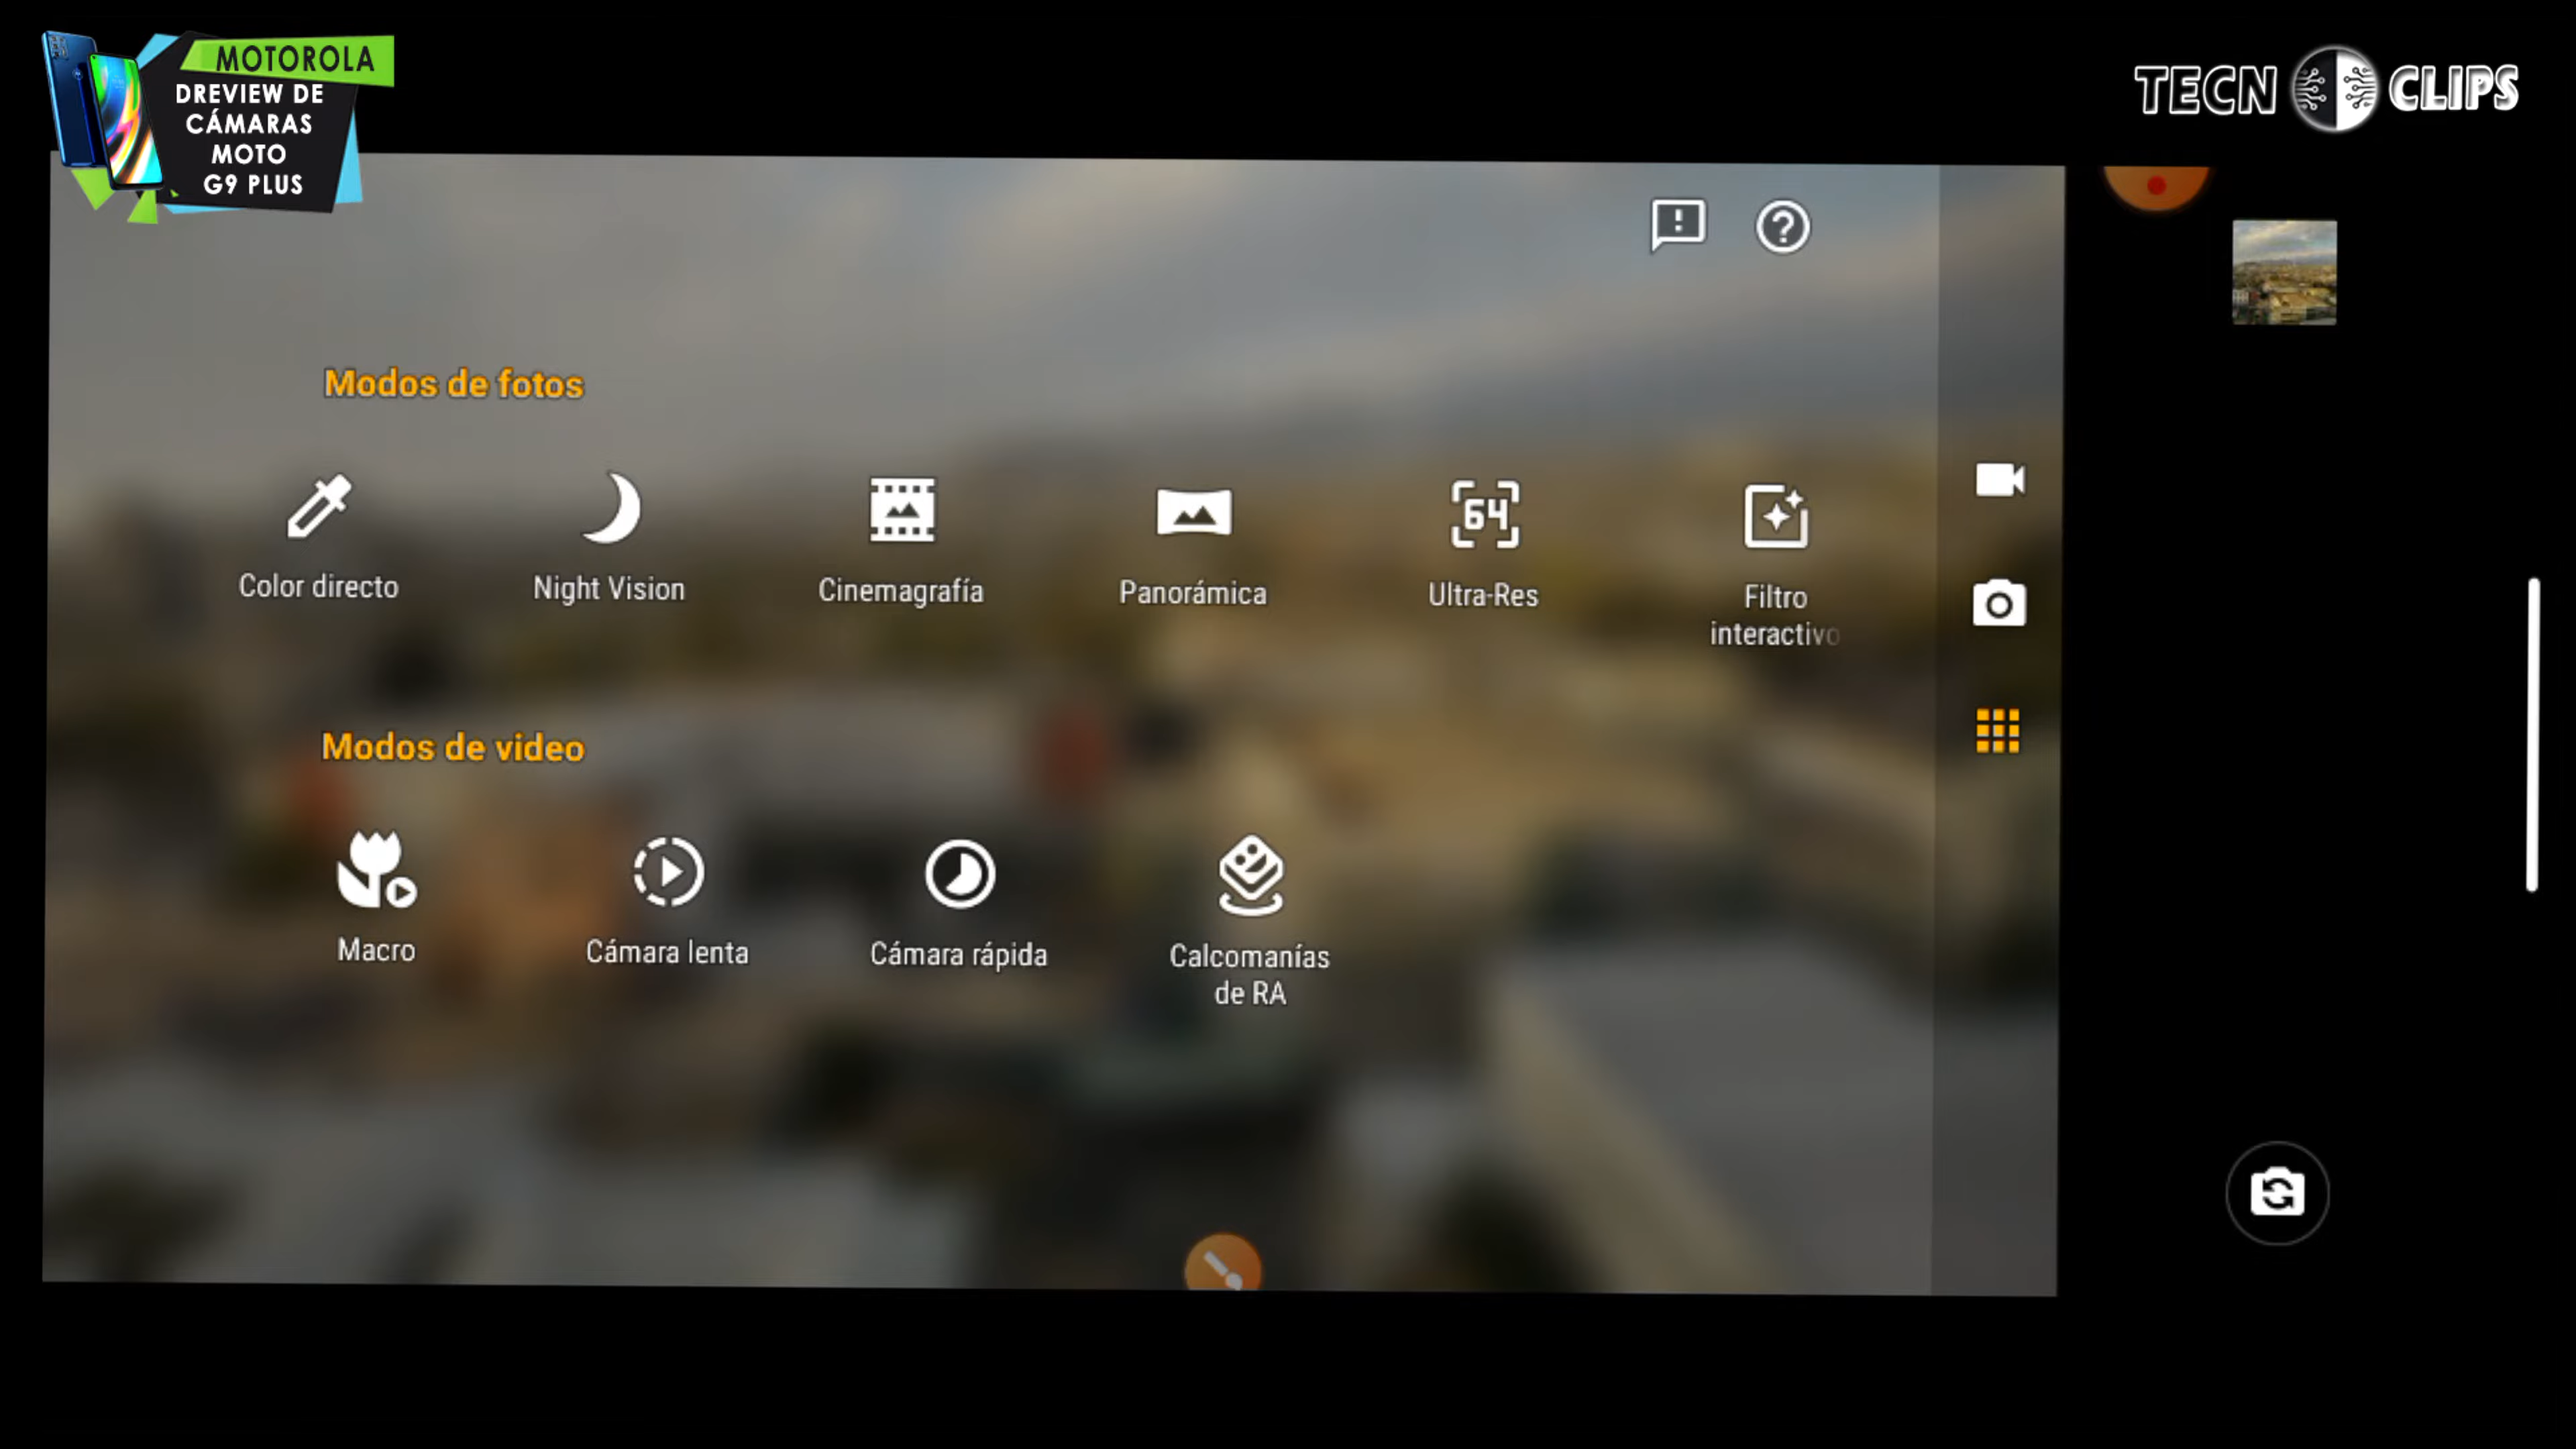 MOTOROLA
DREVIEW DE
CÁMARAS
MOTO
G9 PLUS
TECN CLIPS
Modos de fotos
Color directo
Night Vision
Cinemagrafía
Panorámica
64
Ultra-Res
Filtro
interactivo
Modos de video
Macro
Cámara lenta
Cámara rápida
Calcomanías
de RA